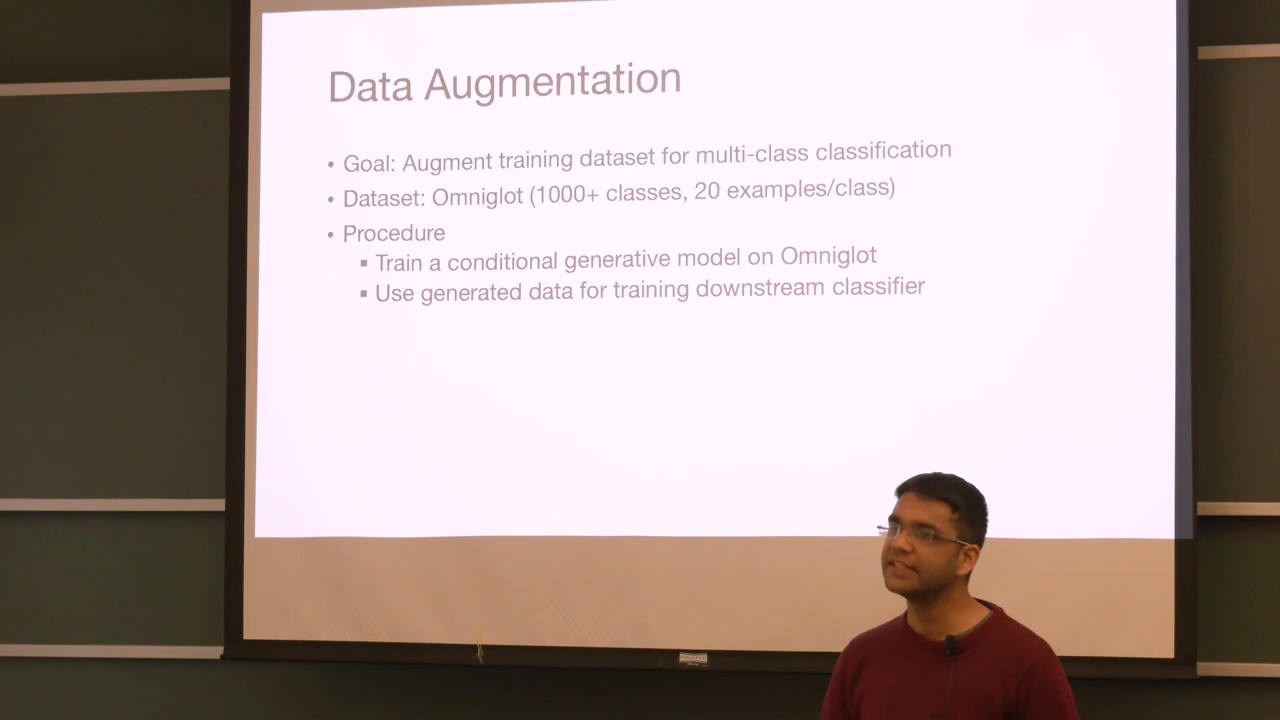 Data Augmentation
• Goal: Augment training dataset for multi-class classification
• Dataset: Omniglot (1000+ classes, 20 examples/class)
• Procedure
▪ Train a conditional generative model on Omniglot
▪ Use generated data for training downstream classifier